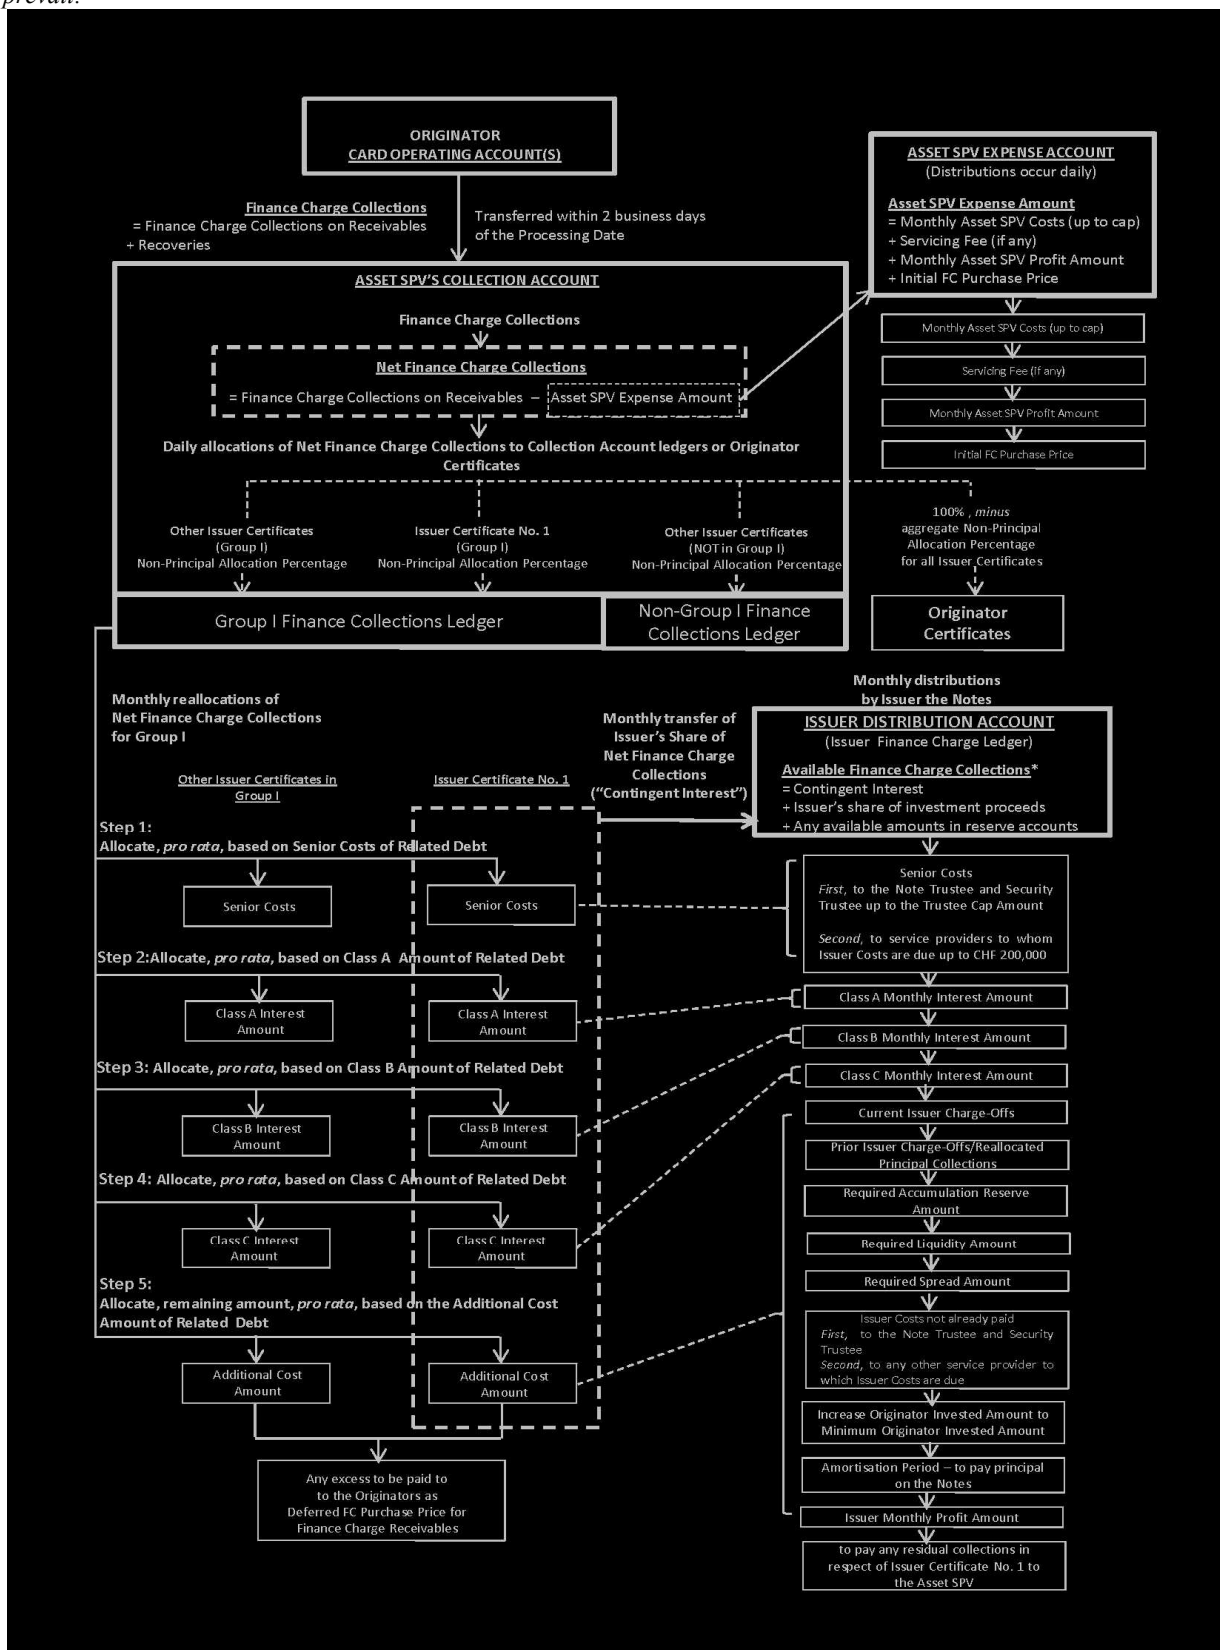 prevail.
ORIGINATOR
CARD OPERATING ACCOUNT(S)
Finance Charge Collections
= Finance Charge Collections on Receivables
+ Recoveries
Transferred within 2 business days
of the Processing Date
ASSET SPV EXPENSE ACCOUNT
(Distributions occur daily)
Asset SPV Expense Amount
= Monthly Asset SPV Costs (up to cap)
+ Servicing Fee (if any)
+ Monthly Asset SPV Profit Amount
+ Initial FC Purchase Price
Monthly Asset SPV Costs (up to cap)
Servicing Fee (if any)
Monthly Asset SPV Profit Amount
Initial FC Purchase Price
ASSET SPV'S COLLECTION ACCOUNT
Finance Charge Collections
Net Finance Charge Collections
= Finance Charge Collections on Receivables – Asset SPV Expense Amount
Daily allocations of Net Finance Charge Collections to Collection Account ledgers or Originator
Certificates
Other Issuer Certificates
(Group I)
Non-Principal Allocation Percentage
Issuer Certificate No. 1
(Group I)
Non-Principal Allocation Percentage
Other Issuer Certificates
(NOT in Group I)
Non-Principal Allocation Percentage
100% , minus
aggregate Non-Principal
Allocation Percentage
for all Issuer Certificates
Group I Finance Collections Ledger
Non-Group I Finance
Collections Ledger
Originator
Certificates
Monthly reallocations of
Net Finance Charge Collections
for Group I
Monthly transfer of
Issuer's Share of
Net Finance Charge
Collections
("Contingent Interest")
Monthly distributions
by Issuer the Notes
ISSUER DISTRIBUTION ACCOUNT
(Issuer Finance Charge Ledger)
Available Finance Charge Collections*
= Contingent Interest
+ Issuer's share of investment proceeds
+ Any available amounts in reserve accounts
Other Issuer Certificates in
Group I
Issuer Certificate No. 1
Step 1:
Allocate, pro rata, based on Senior Costs of Related Debt
Senior Costs
Senior Costs
Step 2:Allocate, pro rata, based on Class A Amount of Related Debt
Class A Interest
Amount
Class A Interest
Amount
Step 3: Allocate, pro rata, based on Class B Amount of Related Debt
Class B Interest
Amount
Class B Interest
Amount
Step 4: Allocate, pro rata, based on Class C Amount of Related Debt
Class C Interest
Amount
Class C Interest
Amount
Step 5:
Allocate, remaining amount, pro rata, based on the Additional Cost
Amount of Related Debt
Additional Cost
Amount
Additional Cost
Amount
Any excess to be paid to
to the Originators as
Deferred FC Purchase Price for
Finance Charge Receivables
Senior Costs
First, to the Note Trustee and Security
Trustee up to the Trustee Cap Amount
Second, to service providers to whom
Issuer Costs are due up to CHF 200,000
Class A Monthly Interest Amount
Class B Monthly Interest Amount
Class C Monthly Interest Amount
Current Issuer Charge-Offs
Prior Issuer Charge-Offs/Reallocated
Principal Collections
Required Accumulation Reserve
Amount
Required Liquidity Amount
Required Spread Amount
Issuer Costs not already paid
First, to the Note Trustee and Security
Trustee
Second, to any other service provider to
which Issuer Costs are due
Increase Originator Invested Amount to
Minimum Originator Invested Amount
Amortisation Period – to pay principal
on the Notes
Issuer Monthly Profit Amount
to pay any residual collections in
respect of Issuer Certificate No. 1 to
the Asset SPV